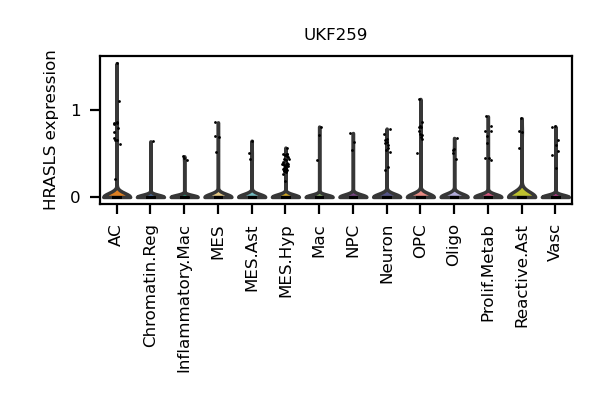 UKF259
HRASLS expression
1
0
AC
Chromatin.Reg
Inflammatory.Mac
MES
MES.Ast
MES.Hyp
Mac
NPC
Neuron
OPC
Oligo
Prolif.Metab
Reactive.Ast
Vasc